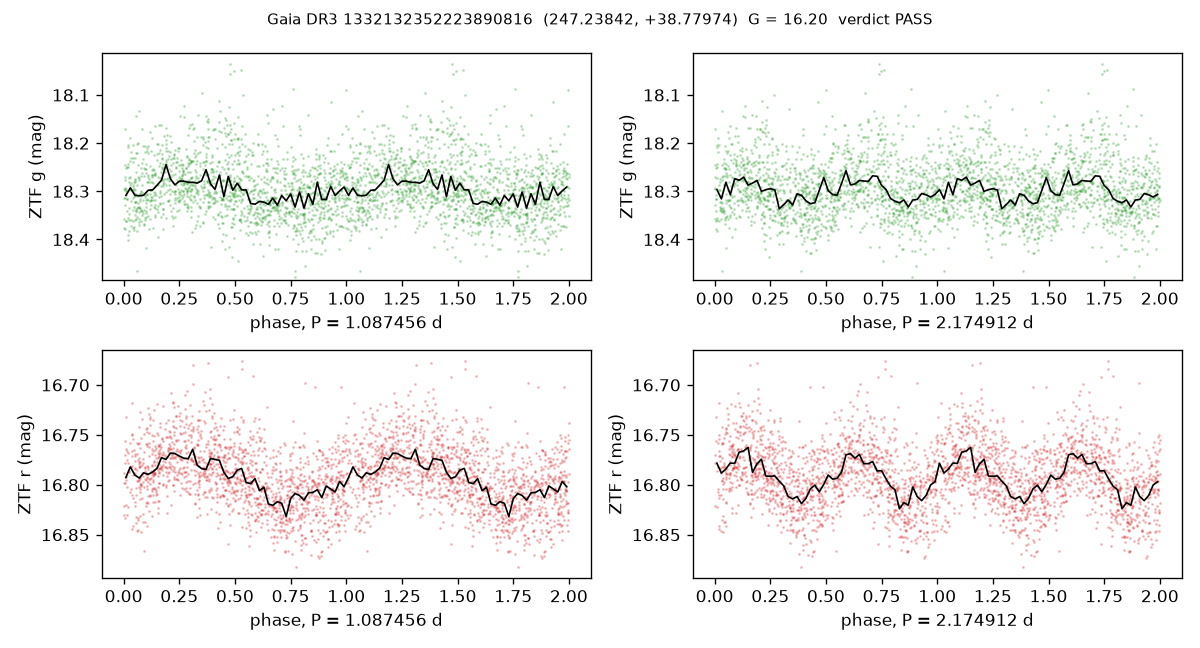 Gaia DR3 1332132352223890816  (247.23842, +38.77974)  G = 16.20  verdict PASS
ZTF g (mag)
18.1
18.2
18.3
18.4
0.00 0.25 0.50 0.75 1.00 1.25 1.50 1.75 2.00
phase, P = 1.087456 d
ZTF g (mag)
18.1
18.2
18.3
18.4
0.00 0.25 0.50 0.75 1.00 1.25 1.50 1.75 2.00
phase, P = 2.174912 d
ZTF r (mag)
16.70
16.75
16.80
16.85
0.00 0.25 0.50 0.75 1.00 1.25 1.50 1.75 2.00
phase, P = 1.087456 d
ZTF r (mag)
16.70
16.75
16.80
16.85
0.00 0.25 0.50 0.75 1.00 1.25 1.50 1.75 2.00
phase, P = 2.174912 d